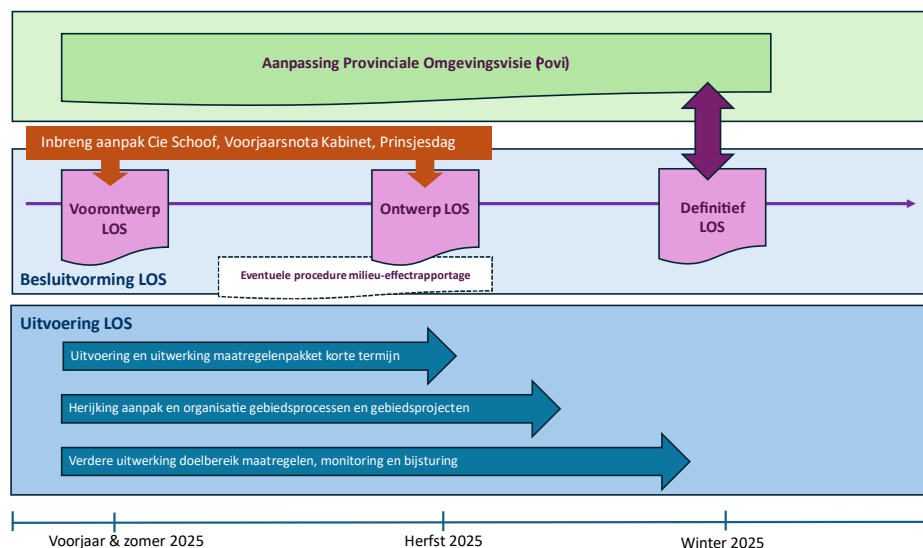 Aanpassing Provinciale Omgevingsvisie (Povi)
Inbreng aanpak Cie Schoof, Voorjaarsnota Kabinet, Prinsjesdag
Voorontwerp
LOS
Ontwerp LOS
Definitief
LOS
Eventuele procedure milieu-effectrapportage
Besluitvorming LOS
Uitvoering LOS
Uitvoering en uitwerking maatregelenpakket korte termijn
Herijking aanpak en organisatie gebiedsprocessen en gebiedsprojecten
Verdere uitwerking doelbereik maatregelen, monitoring en bijsturing
Voorjaar & zomer 2025
Herfst 2025
Winter 2025